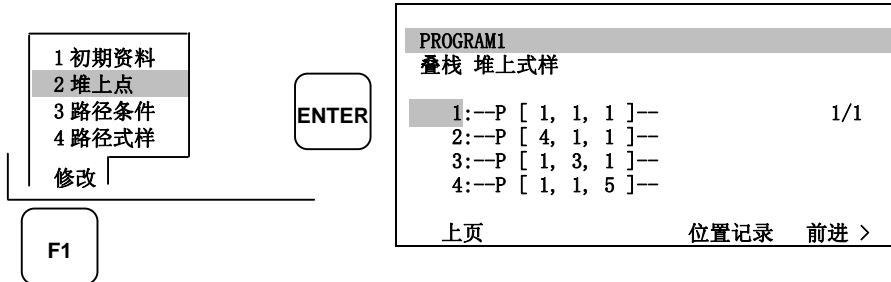 1 初期资料
2 堆上点
3 路径条件
4 路径式样
修改
F1
ENTER
PROGRAM1
叠栈 堆上式样
1:--P [ 1, 1, 1 ]-- 1/1
2:--P [ 4, 1, 1 ]--
3:--P [ 1, 3, 1 ]--
4:--P [ 1, 1, 5 ]--
上页 位置记录 前进 >